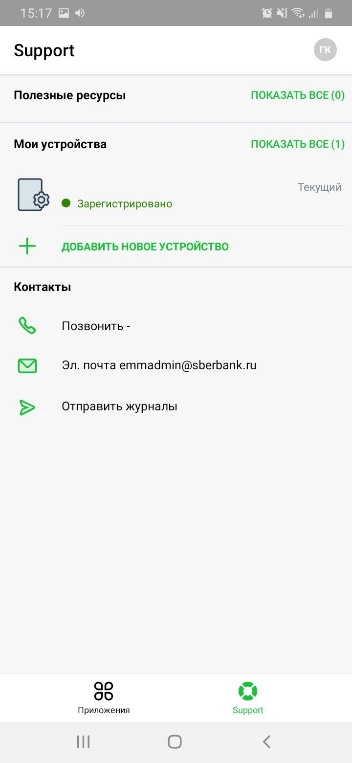 15:17
Support
ГК
Полезные ресурсы ПОКАЗАТЬ ВСЕ (0)
Мои устройства ПОКАЗАТЬ ВСЕ (1)
Текущий
Зарегистрировано
ДОБАВИТЬ НОВОЕ УСТРОЙСТВО
Контакты
Позвонить -
Эл. почта emmadmin@sberbank.ru
Отправить журналы
Приложения Support